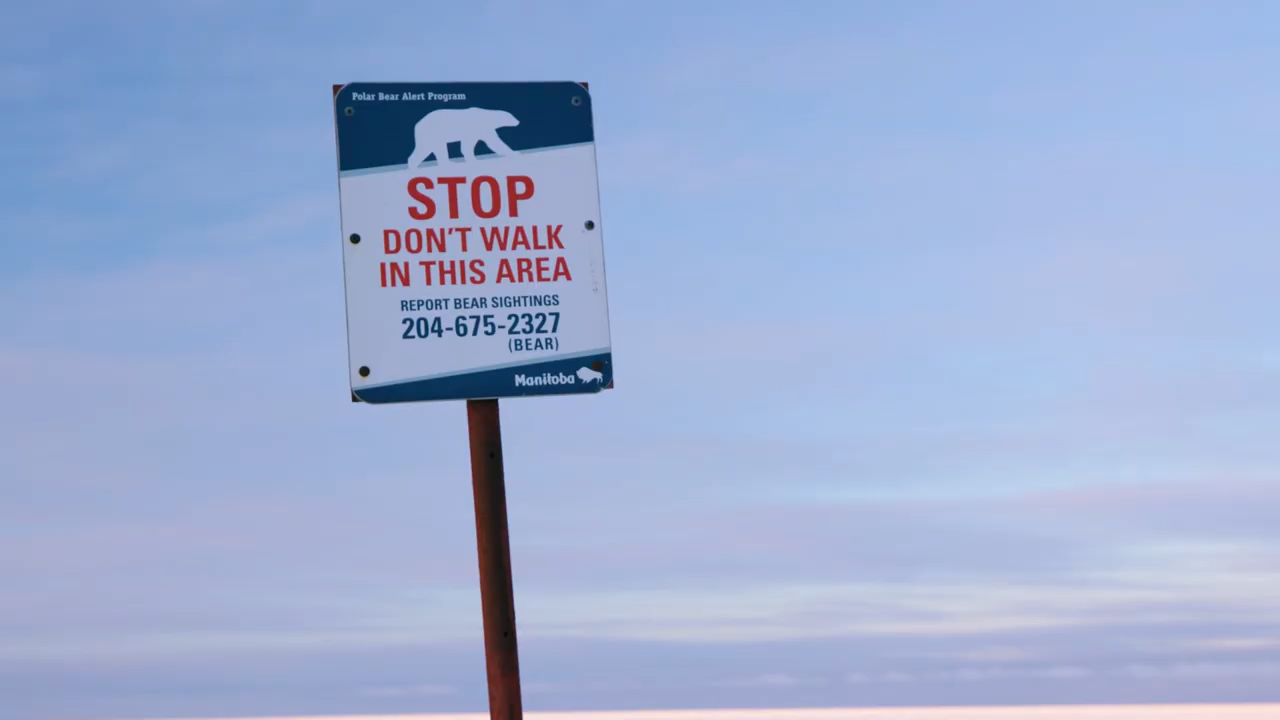 Polar Bear Alert Program
STOP
DON'T WALK
IN THIS AREA
REPORT BEAR SIGHTINGS
204-675-2327
(BEAR)
Manitoba